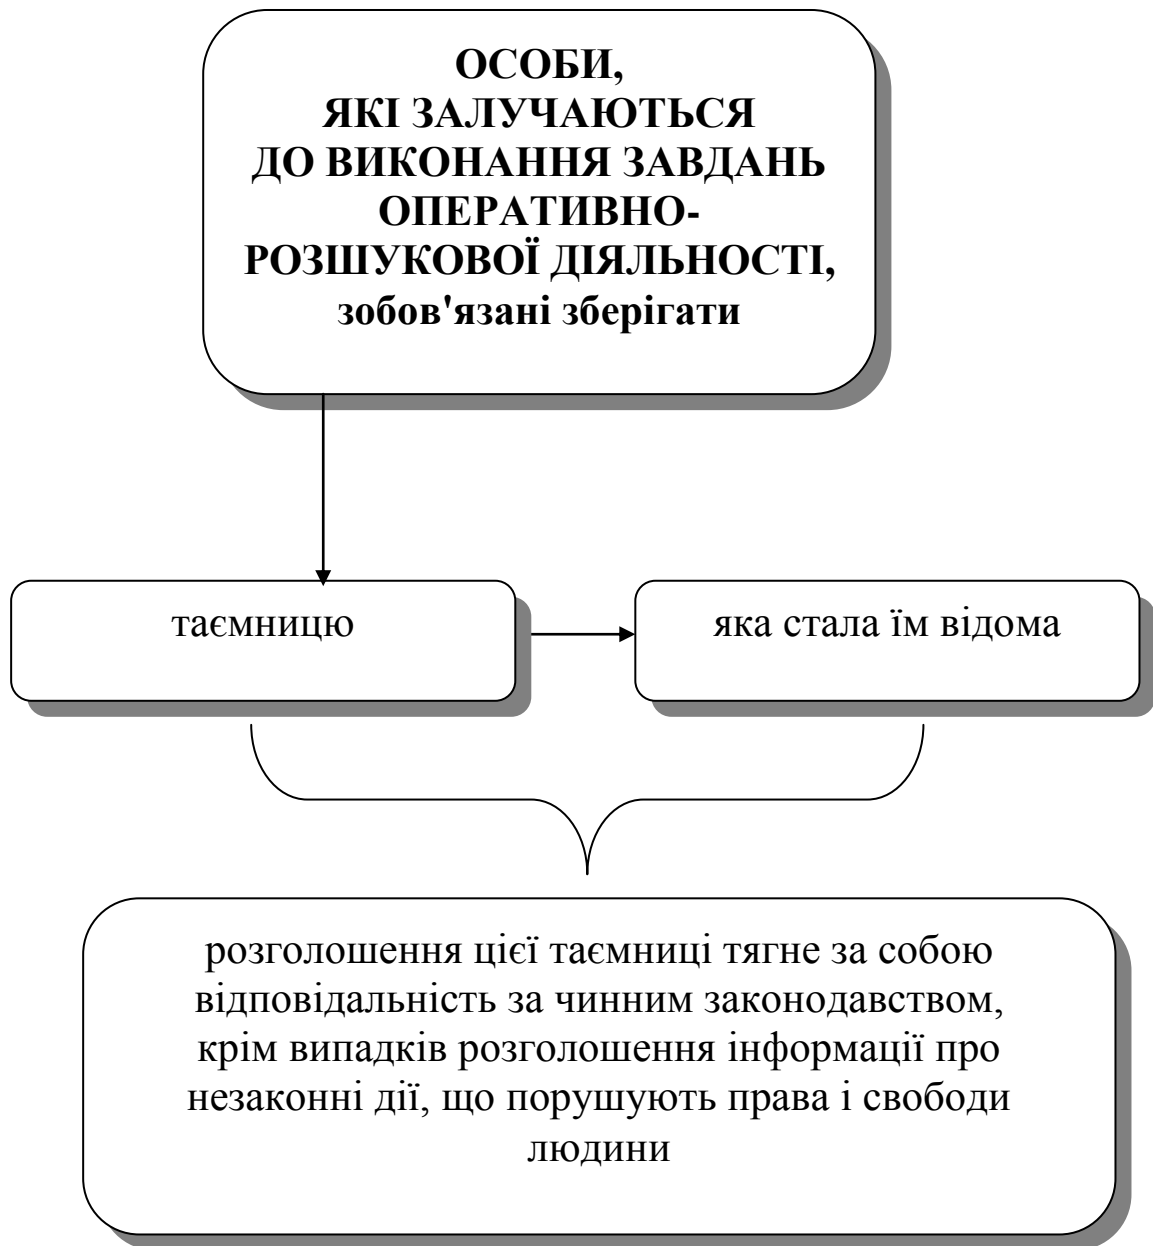 ОСОБИ,
ЯКІ ЗАЛУЧАЮТЬСЯ
ДО ВИКОНАННЯ ЗАВДАНЬ
ОПЕРАТИВНО-
РОЗШУКОВОЇ ДІЯЛЬНОСТІ,
зобов'язані зберігати
таємницю
яка стала їм відома
розголошення цієї таємниці тягне за собою
відповідальність за чинним законодавством,
крім випадків розголошення інформації про
незаконні дії, що порушують права і свободи
людини